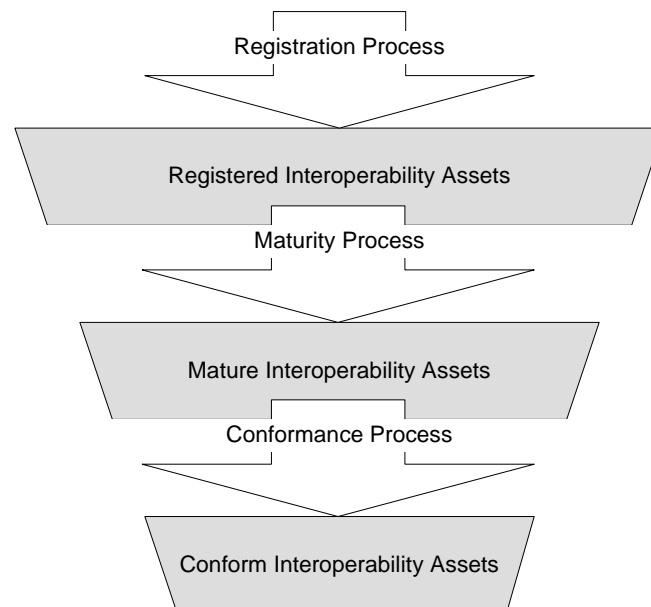 Registration Process
Registered Interoperability Assets
Maturity Process
Mature Interoperability Assets
Conformance Process
Conform Interoperability Assets